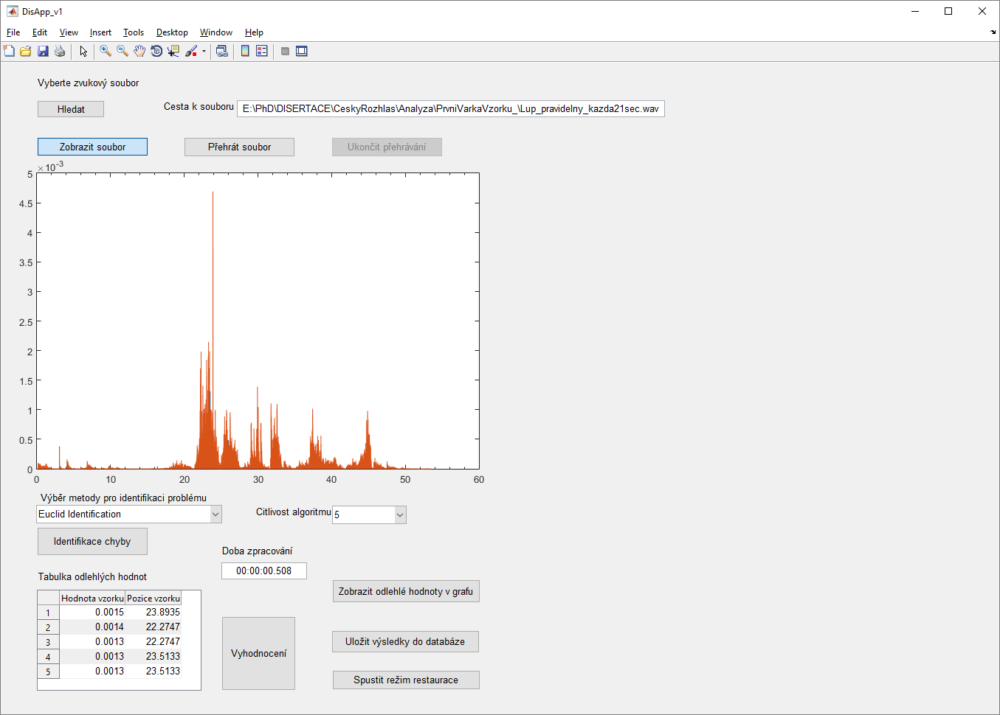 DisApp_v1
File Edit View Insert Tools Desktop Window Help
Vyberte zvukový soubor
Hledat
Cesta k souboru E:\PhD\DISERTACE\CeskyRozhlas\Analyza\PrvniVarkaVzorku_\Lup_pravidelny_kazda21sec.wav
Zobrazit soubor Přehrát soubor Ukončit přehrávání
×10-3
5
4.5
4
3.5
3
2.5
2
1.5
1
0.5
0
0 10 20 30 40 50 60
Výběr metody pro identifikaci problému
Euclid Identification
Citlivost algoritmu 5
Identifikace chyby
Doba zpracování
00:00:00.508
Tabulka odlehlých hodnot
Hodnota vzorku Pozice vzorku
1 0.0015 23.8935
2 0.0014 22.2747
3 0.0013 22.2747
4 0.0013 23.5133
5 0.0013 23.5133
Vyhodnocení
Zobrazit odlehlé hodnoty v grafu
Uložit výsledky do databáze
Spustit režim restaurace